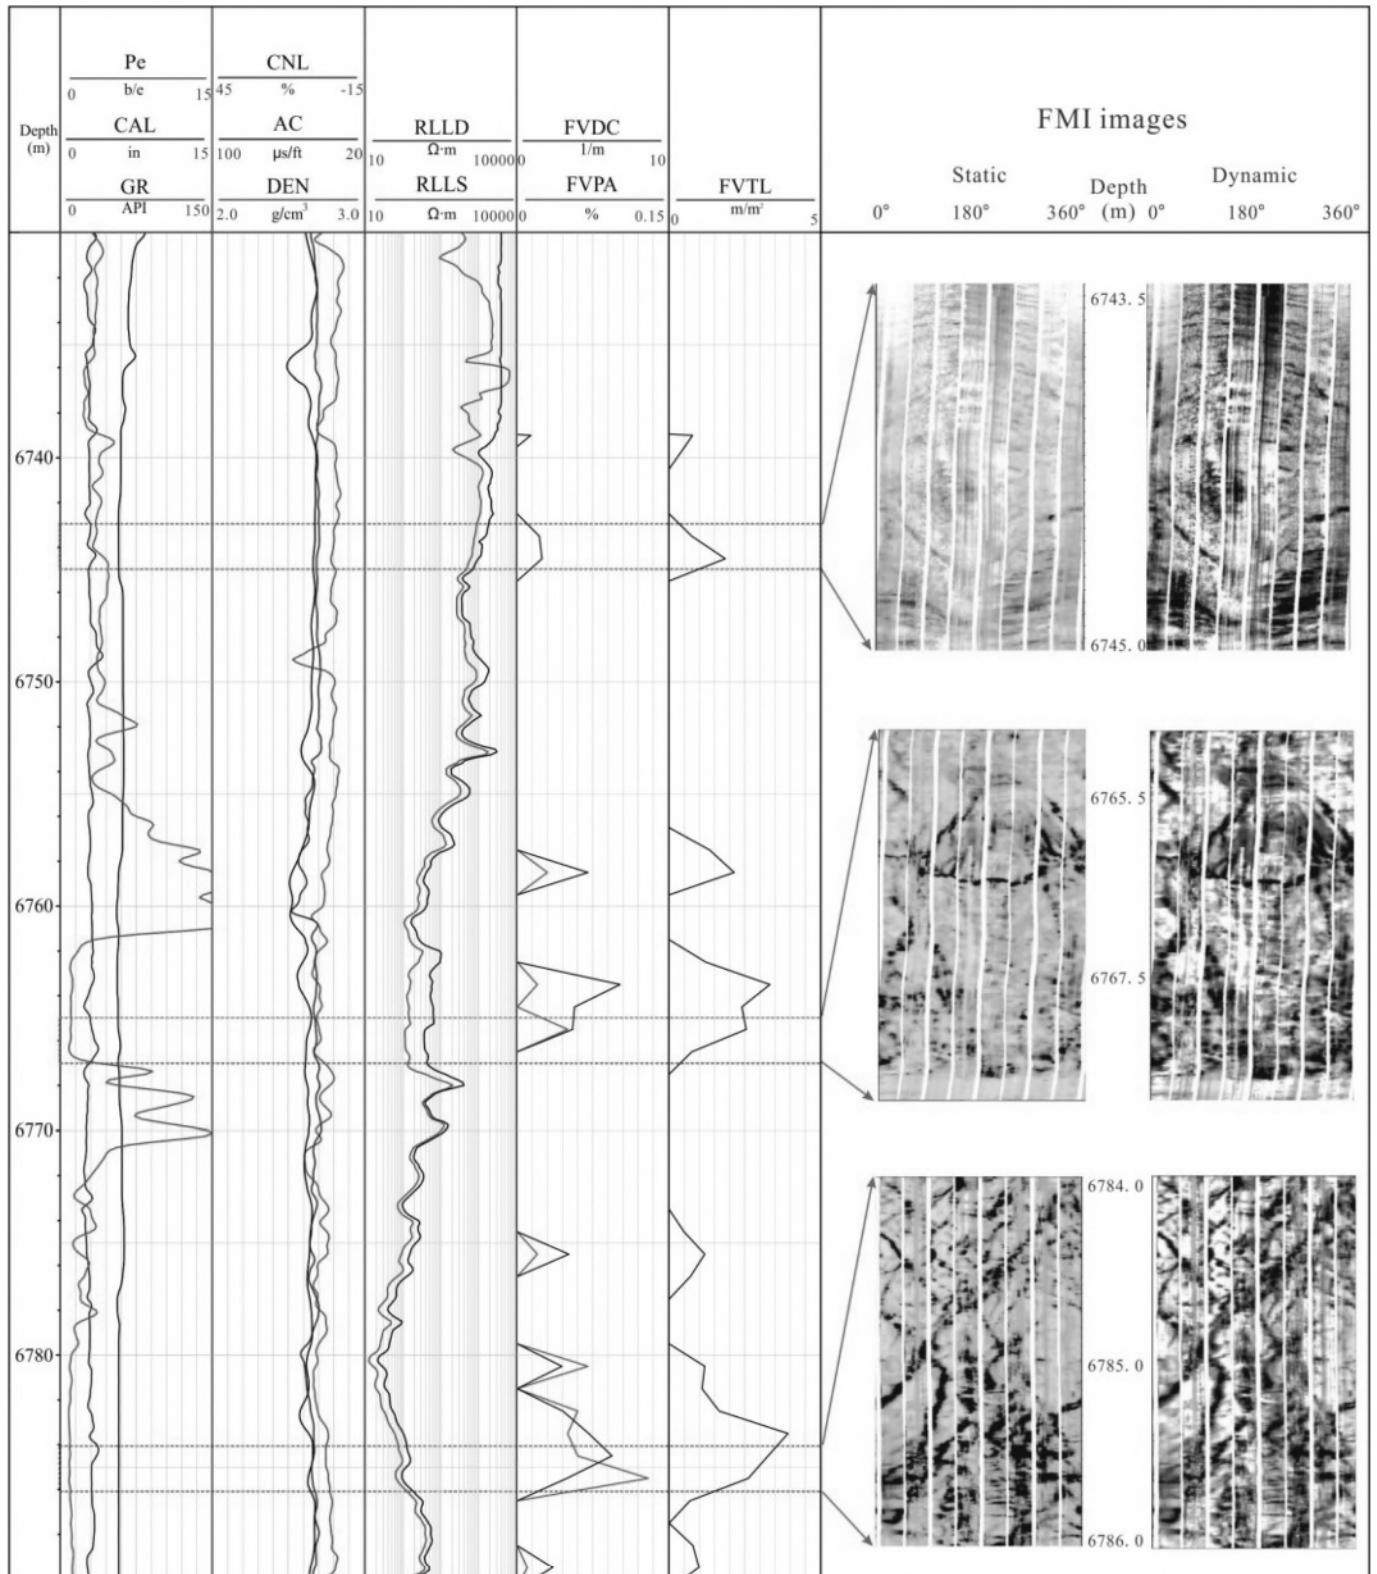 Pe
CNL
0 b/e 15
45 % -15
Depth
(m)
CAL
AC
RLLD
FVDC
0 in 15
100 μs/ft 20
10 Ω·m 10000
0 1/m 10
GR
DEN
RLLS
FVPA
FVTL
0 API 150
2.0 g/cm³ 3.0
10 Ω·m 10000
0 % 0.15
0 m/m² 5
FMI images
Static
Depth
(m)
Dynamic
0° 180° 360°
0° 180° 360°
6740
6750
6760
6770
6780
6743.5
6745.0
6765.5
6767.5
6784.0
6785.0
6786.0